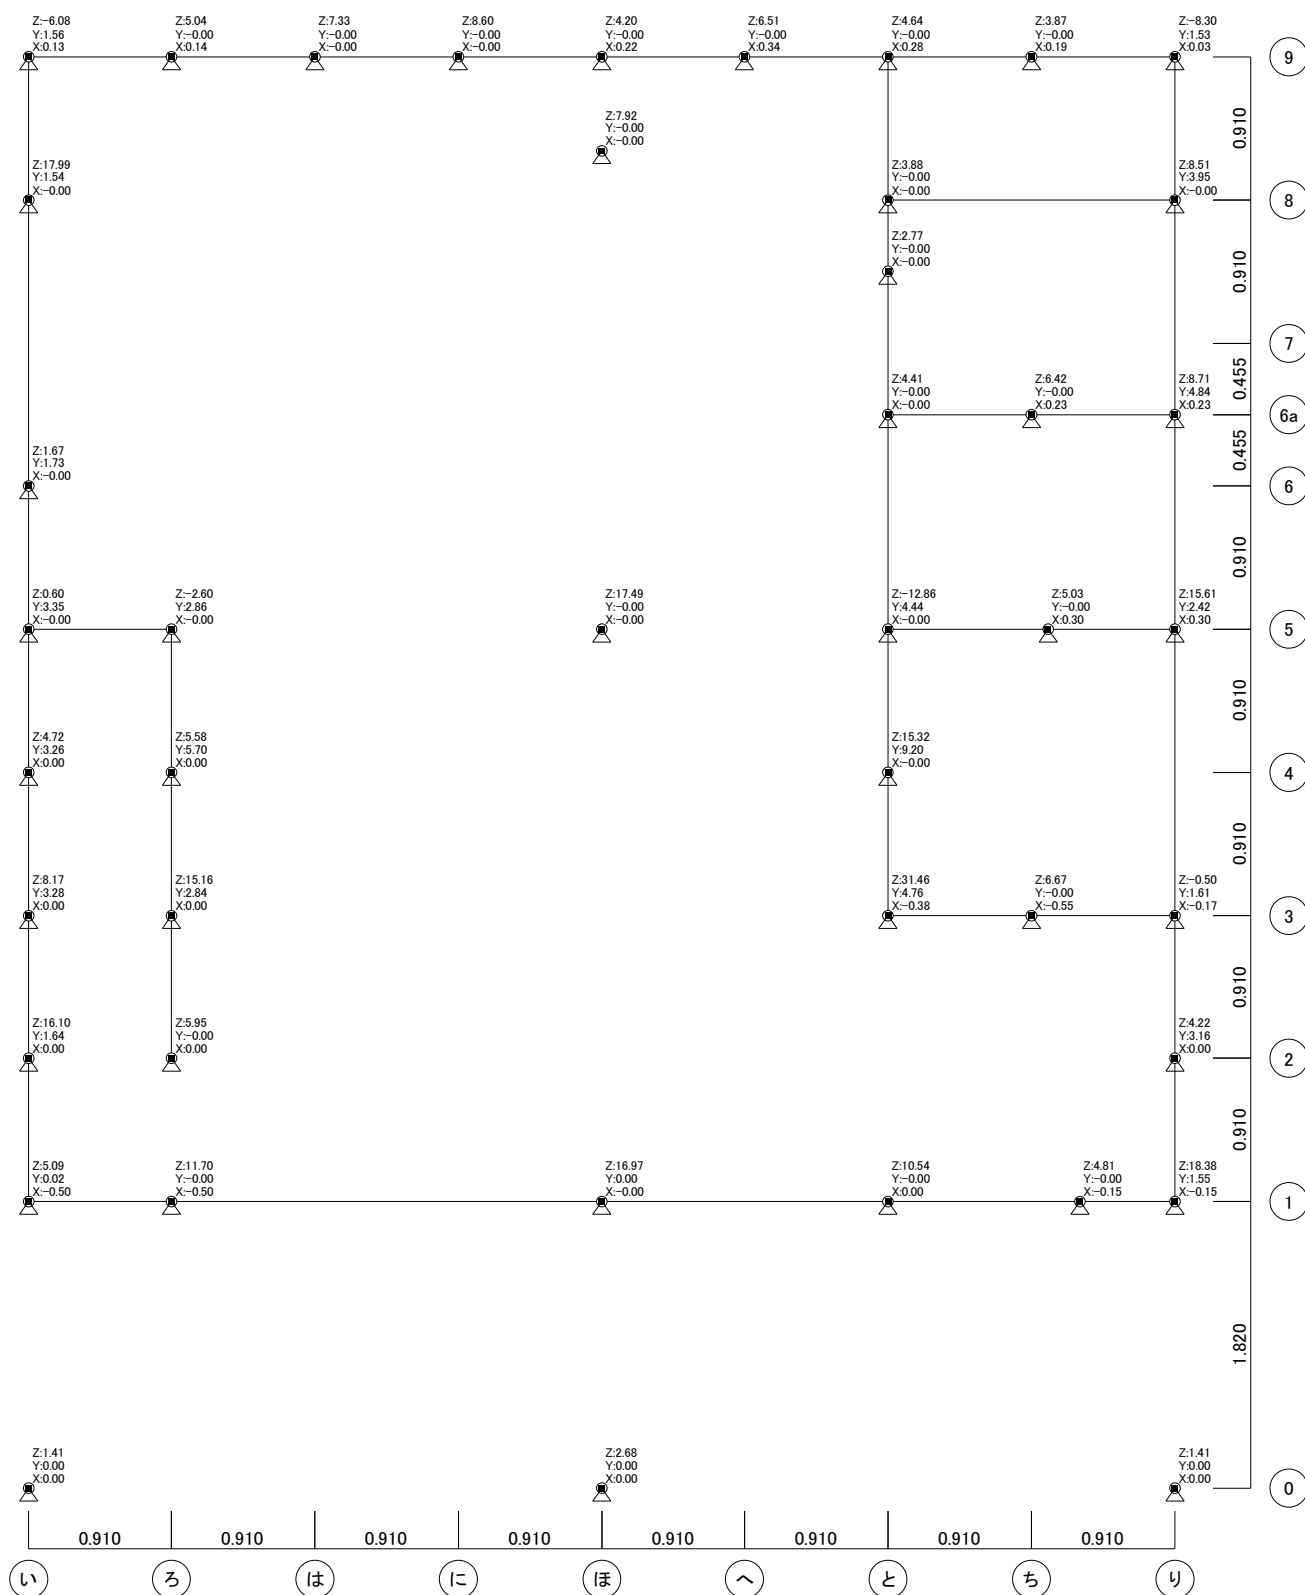 Z:-6.08
Y:1.56
X:0.13
Z:5.04
Y:-0.00
X:0.14
Z:7.33
Y:-0.00
X:-0.00
Z:8.60
Y:-0.00
X:-0.00
Z:4.20
Y:-0.00
X:0.22
Z:6.51
Y:-0.00
X:0.34
Z:4.64
Y:-0.00
X:0.28
Z:3.87
Y:-0.00
X:0.19
Z:-8.30
Y:1.53
X:0.03
9
0.910
Z:7.92
Y:-0.00
X:-0.00
Z:17.99
Y:1.54
X:-0.00
Z:3.88
Y:-0.00
X:-0.00
Z:8.51
Y:3.95
X:-0.00
8
0.910
Z:2.77
Y:-0.00
X:-0.00
7
0.455
Z:4.41
Y:-0.00
X:-0.00
Z:6.42
Y:-0.00
X:0.23
Z:8.71
Y:4.84
X:0.23
6a
0.455
Z:1.67
Y:1.73
X:-0.00
6
0.910
Z:0.60
Y:3.35
X:-0.00
Z:-2.60
Y:2.86
X:-0.00
Z:17.49
Y:-0.00
X:-0.00
Z:-12.86
Y:4.44
X:-0.00
Z:5.03
Y:-0.00
X:0.30
Z:15.61
Y:2.42
X:0.30
5
0.910
Z:4.72
Y:3.26
X:0.00
Z:5.58
Y:5.70
X:0.00
Z:15.32
Y:9.20
X:-0.00
4
0.910
Z:8.17
Y:3.28
X:0.00
Z:15.16
Y:2.84
X:0.00
Z:31.46
Y:4.76
X:-0.38
Z:6.67
Y:-0.00
X:-0.55
Z:-0.50
Y:1.61
X:-0.17
3
0.910
Z:16.10
Y:1.64
X:0.00
Z:5.95
Y:-0.00
X:0.00
Z:4.22
Y:3.16
X:0.00
2
0.910
Z:5.09
Y:0.02
X:-0.50
Z:11.70
Y:-0.00
X:-0.50
Z:16.97
Y:0.00
X:-0.00
Z:10.54
Y:-0.00
X:0.00
Z:4.81
Y:-0.00
X:-0.15
Z:18.38
Y:1.55
X:-0.15
1
1.820
Z:1.41
Y:0.00
X:0.00
Z:2.68
Y:0.00
X:0.00
Z:1.41
Y:0.00
X:0.00
0
0.910 0.910 0.910 0.910 0.910 0.910 0.910 0.910
い ろ は に ほ へ と ち り